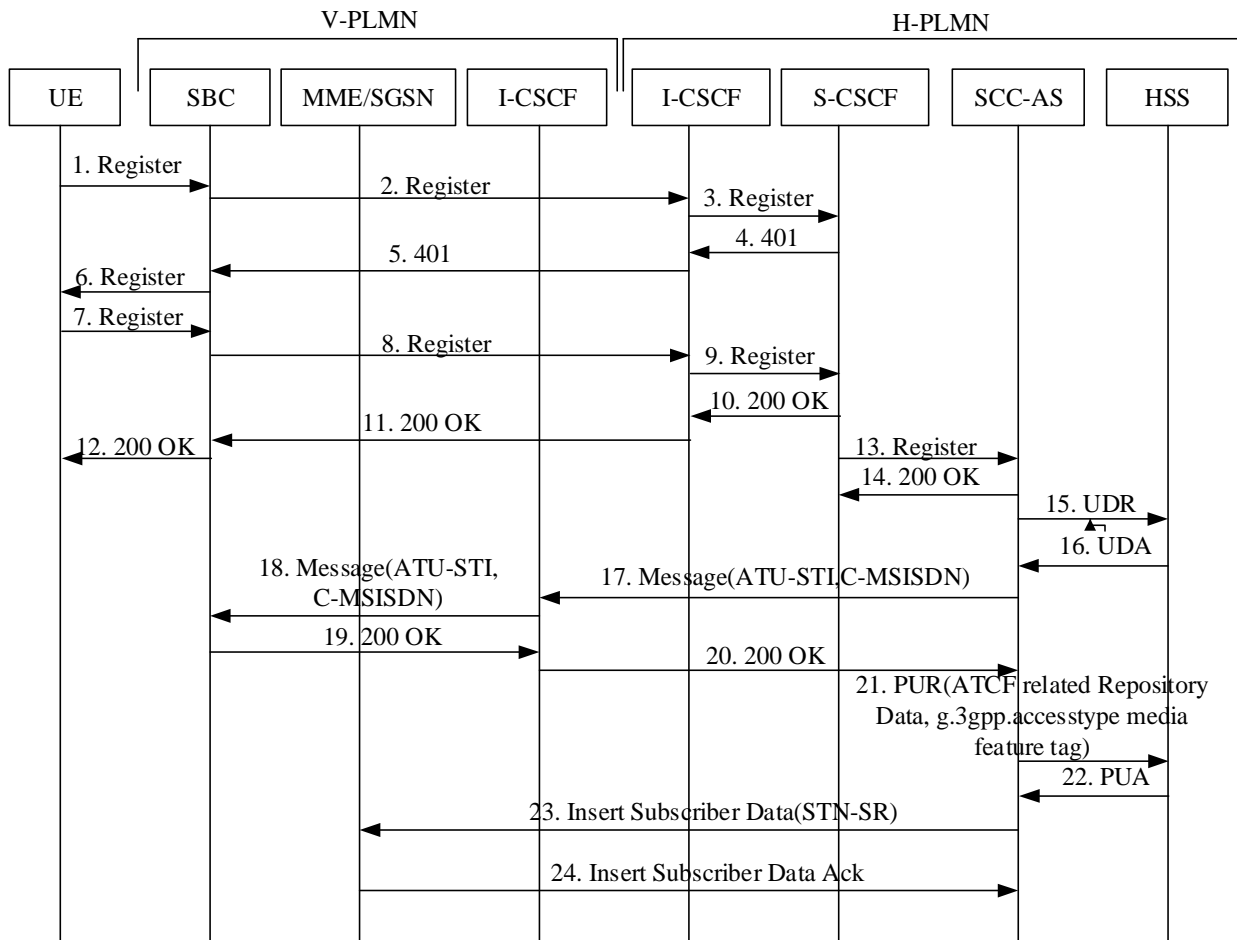 V-PLMN
H-PLMN
UE
SBC
MME/SGSN
I-CSCF
I-CSCF
S-CSCF
SCC-AS
HSS
1. Register
2. Register
3. Register
4. 401
5. 401
6. Register
7. Register
8. Register
9. Register
10. 200 OK
11. 200 OK
12. 200 OK
13. Register
14. 200 OK
15. UDR
16. UDA
17. Message(ATU-STI,C-MSISDN)
18. Message(ATU-STI,
C-MSISDN)
19. 200 OK
20. 200 OK
21. PUR(ATCF related Repository
Data, g.3gpp.accesstype media
feature tag)
22. PUA
23. Insert Subscriber Data(STN-SR)
24. Insert Subscriber Data Ack